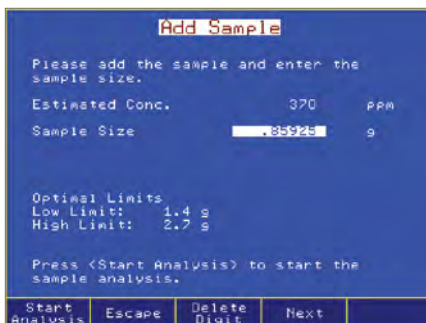 Add Sample
Please add the sample and enter the
sample size.
Estimated Conc. 370 ppm
Sample Size .85925 g
Optimal Limits
Low Limit: 1.4 g
High Limit: 2.7 g
Press <Start Analysis> to start the
sample analysis.
Start Analysis Escape Delete Digit Next